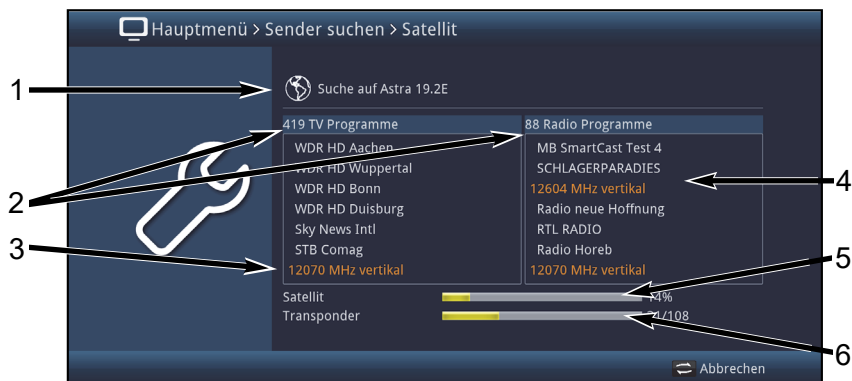 Hauptmenü > Sender suchen > Satellit
1
Suche auf Astra 19.2E
419 TV Programme
88 Radio Programme
WDR HD Aachen
WDR HD Wuppertal
WDR HD Bonn
WDR HD Duisburg
Sky News Intl
STB Comag
12070 MHz vertikal
MB SmartCast Test 4
SCHLAGERPARADIES
12604 MHz vertikal
Radio neue Hoffnung
RTL RADIO
Radio Horeb
12070 MHz vertikal
2
3
4
5
Satellit 14%
Transponder 31/108
6
Abbrechen